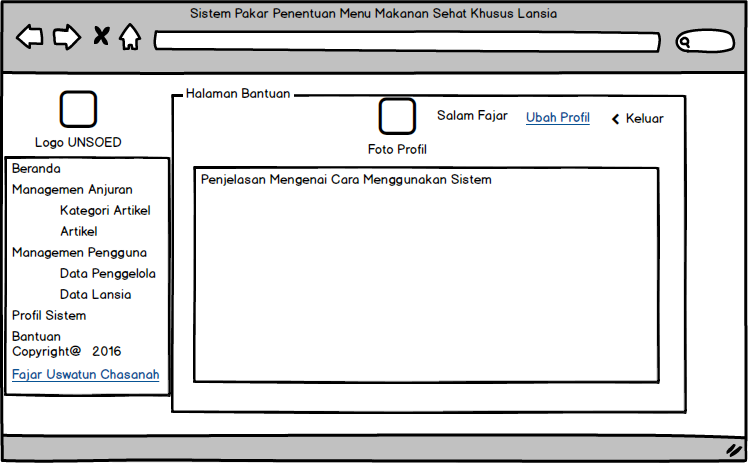 Sistem Pakar Penentuan Menu Makanan Sehat Khusus Lansia
Logo UNSOED
Beranda
Managemen Anjuran
Kategori Artikel
Artikel
Managemen Pengguna
Data Penggelola
Data Lansia
Profil Sistem
Bantuan
Copyright@ 2016
Fajar Uswatun Chasanah
Halaman Bantuan
Foto Profil
Salam Fajar
Ubah Profil
Keluar
Penjelasan Mengenai Cara Menggunakan Sistem